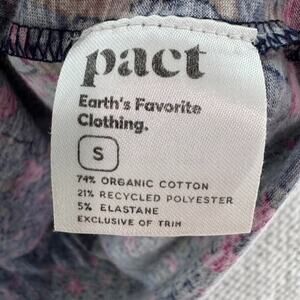 pact
Earth's Favorite
Clothing.
S
74% ORGANIC COTTON
21% RECYCLED POLYESTER
5% ELASTANE
EXCLUSIVE OF TRIM